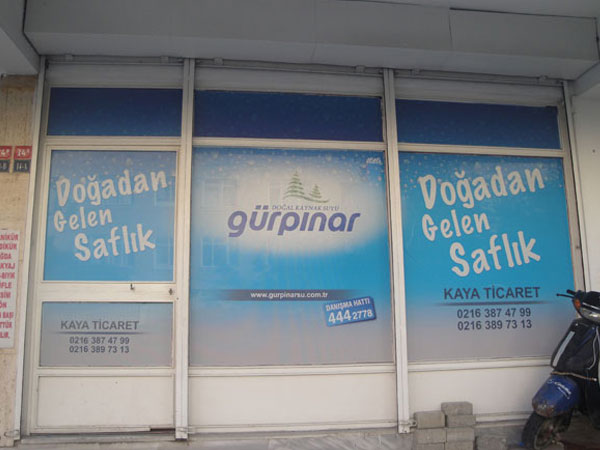 Doğadan
Gelen
Saflık
KAYA TİCARET
0216 387 47 99
0216 389 73 13
DOĞAL KAYNAK SUYU
gürpınar
www.gurpinarsu.com.tr
DANIŞMA HATTI
444 2778
Doğadan
Gelen
Saflık
KAYA TİCARET
0216 387 47 99
0216 389 73 13